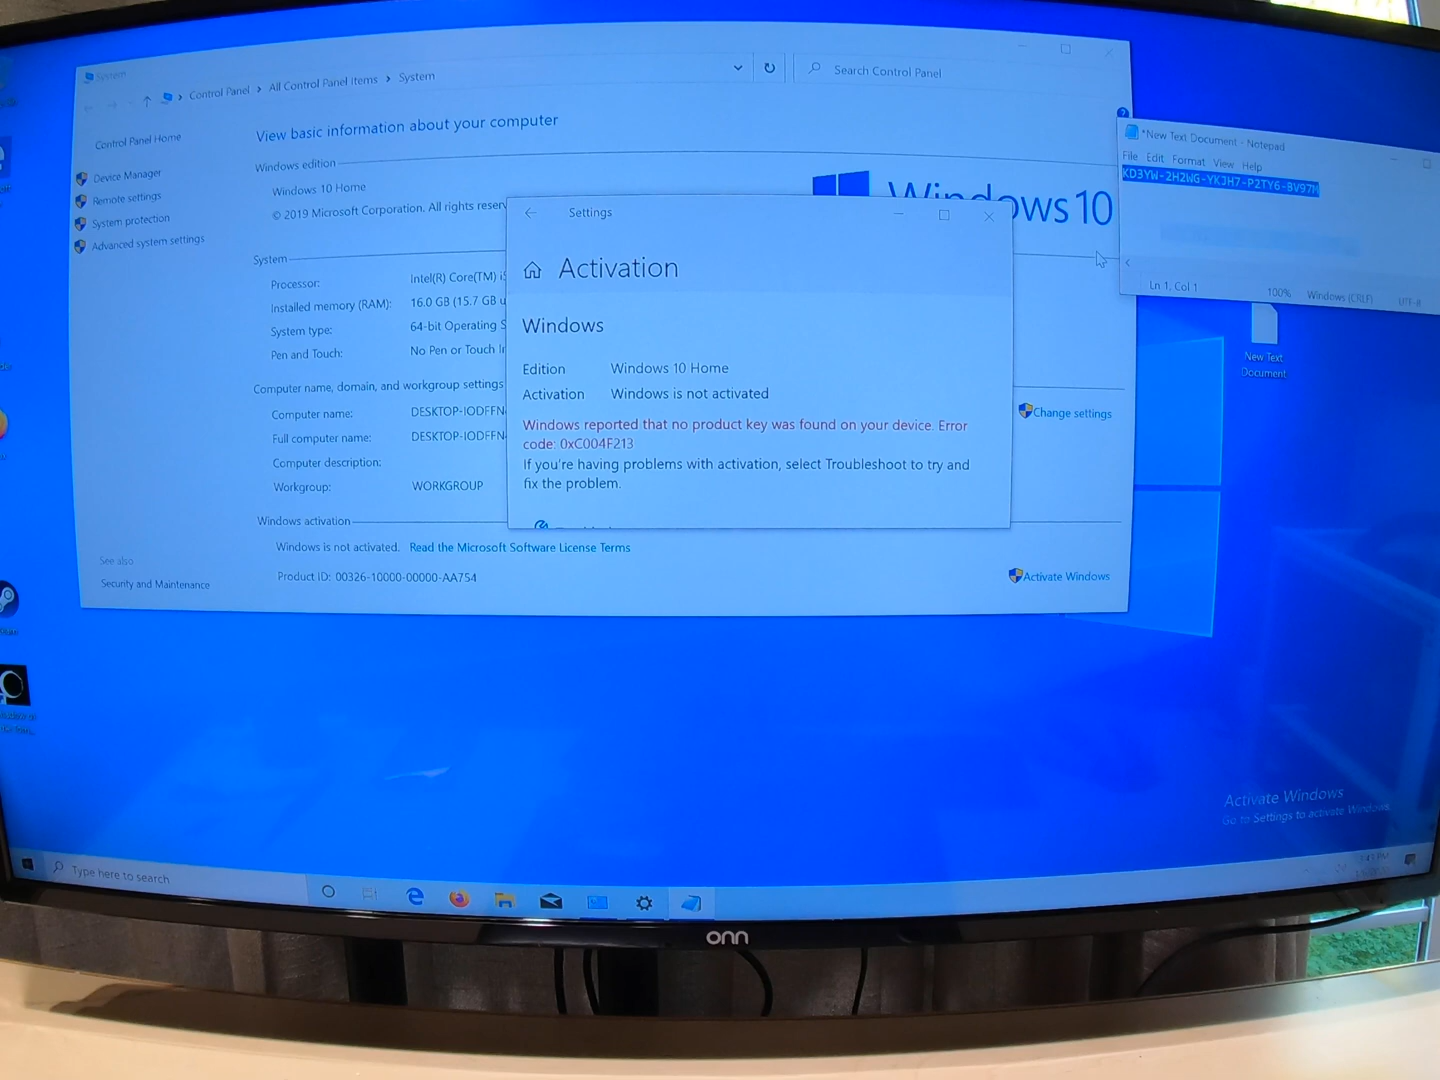 System
Control Panel > All Control Panel Items > System
Search Control Panel
Control Panel Home
Device Manager
Remote settings
System protection
Advanced system settings
See also
Security and Maintenance
View basic information about your computer
Windows edition
Windows 10 Home
© 2019 Microsoft Corporation. All rights
Windows 10
System
Processor:
Intel(R) Core(TM)
Installed memory (RAM):
16.0 GB (15.7 GB
System type:
64-bit Operating
Pen and Touch:
No Pen or Touch
Computer name, domain, and workgroup settings
Computer name:
DESKTOP-IODFFN
Full computer name:
DESKTOP-IODFFN
Computer description:
Workgroup:
WORKGROUP
Change settings
Windows activation
Windows is not activated. Read the Microsoft Software License Terms
Product ID: 00326-10000-00000-AA754
Activate Windows
Settings
Activation
Windows
Edition Windows 10 Home
Activation Windows is not activated
Windows reported that no product key was found on your device. Error
code: 0xC004F213
If you're having problems with activation, select Troubleshoot to try and
fix the problem.
*New Text Document - Notepad
File Edit Format View Help
KD3YW-2H2WG-YKJH7-P2TY6-BV97M
Ln 1, Col 1 100% Windows (CRLF) UTF-8
New Text
Document
Activate Windows
Go to Settings to activate Windows.
Type here to search
onn